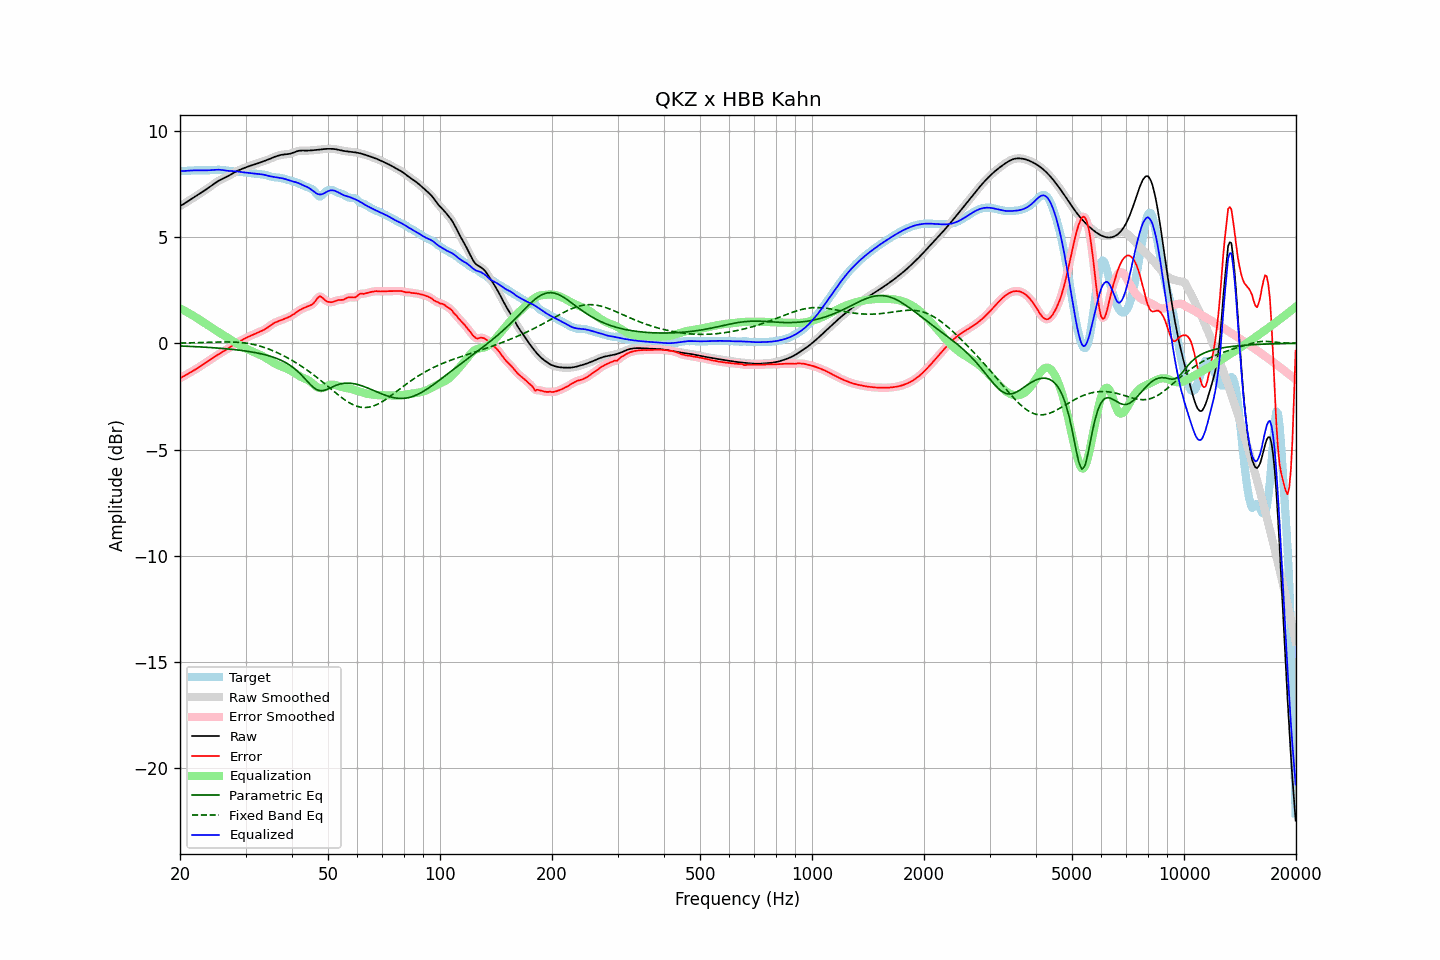 QKZ x HBB Kahn
Amplitude (dBr)
10
5
0
−5
−10
−15
−20
Target
Raw Smoothed
Error Smoothed
Raw
Error
Equalization
Parametric Eq
Fixed Band Eq
Equalized
20 50 100 200 500 1000 2000 5000 10000 20000
Frequency (Hz)